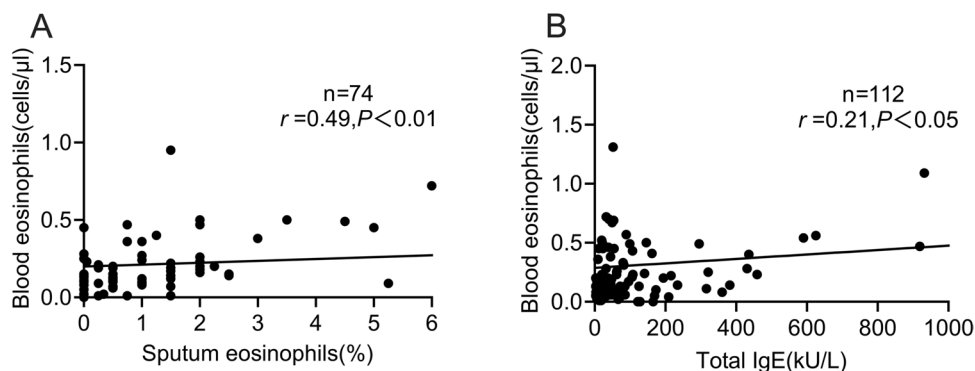 A
Blood eosinophils(cells/μl)
1.5
1.0
0.5
0.0
n=74
r=0.49,P<0.01
0 1 2 3 4 5 6
Sputum eosinophils(%)
B
Blood eosinophils(cells/μl)
2.0
1.5
1.0
0.5
0.0
n=112
r=0.21,P<0.05
0 200 400 600 800 1000
Total IgE(kU/L)